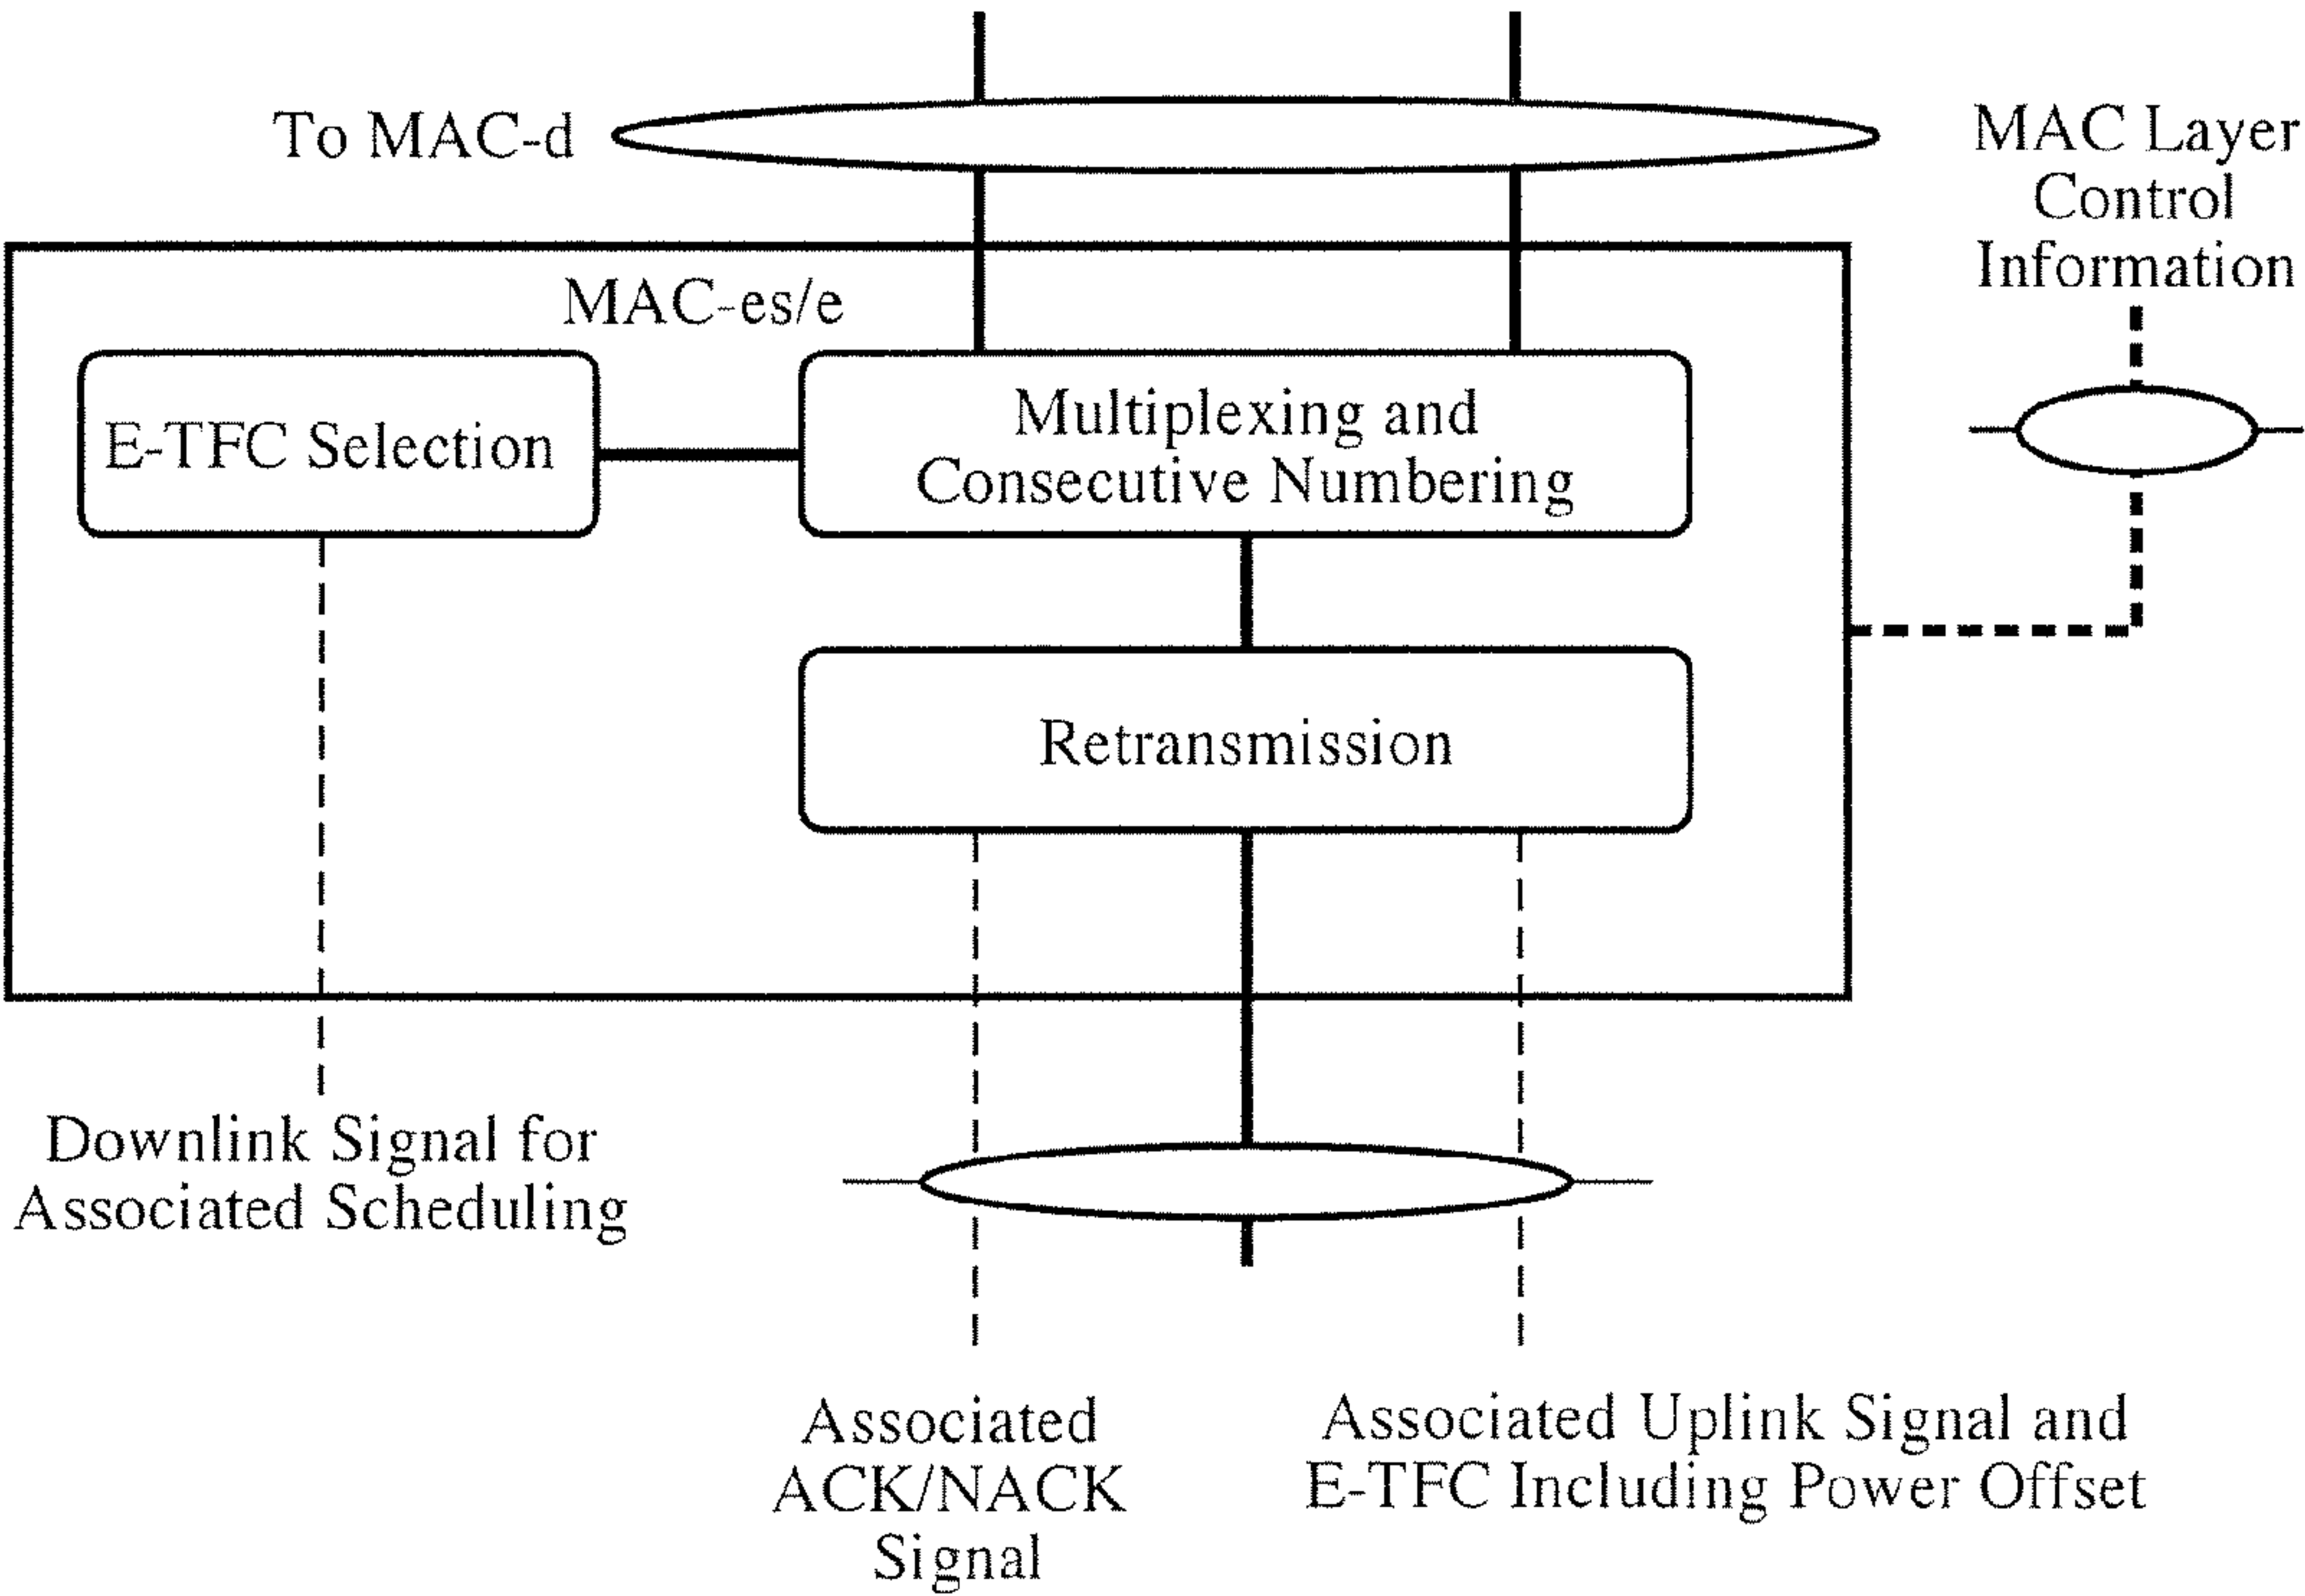 To MAC-d
MAC Layer
Control
Information
MAC-es/e
E-TFC Selection
Multiplexing and
Consecutive Numbering
Retransmission
Downlink Signal for
Associated Scheduling
Associated
ACK/NACK
Signal
Associated Uplink Signal and
E-TFC Including Power Offset